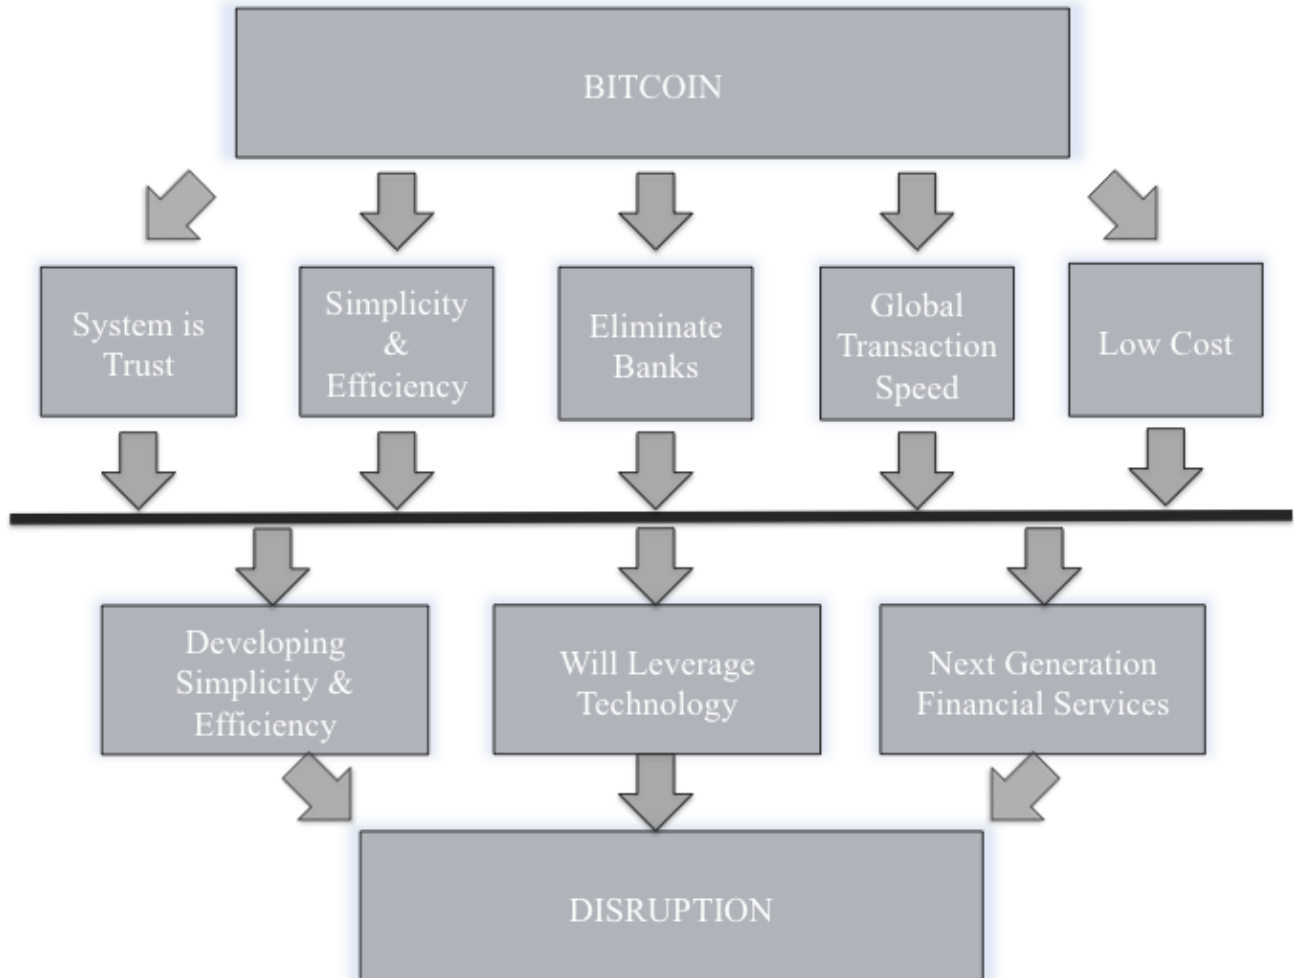 BITCOIN
System is
Trust
Simplicity
&
Efficiency
Eliminate
Banks
Global
Transaction
Speed
Low Cost
Developing
Simplicity &
Efficiency
Will Leverage
Technology
Next Generation
Financial Services
DISRUPTION